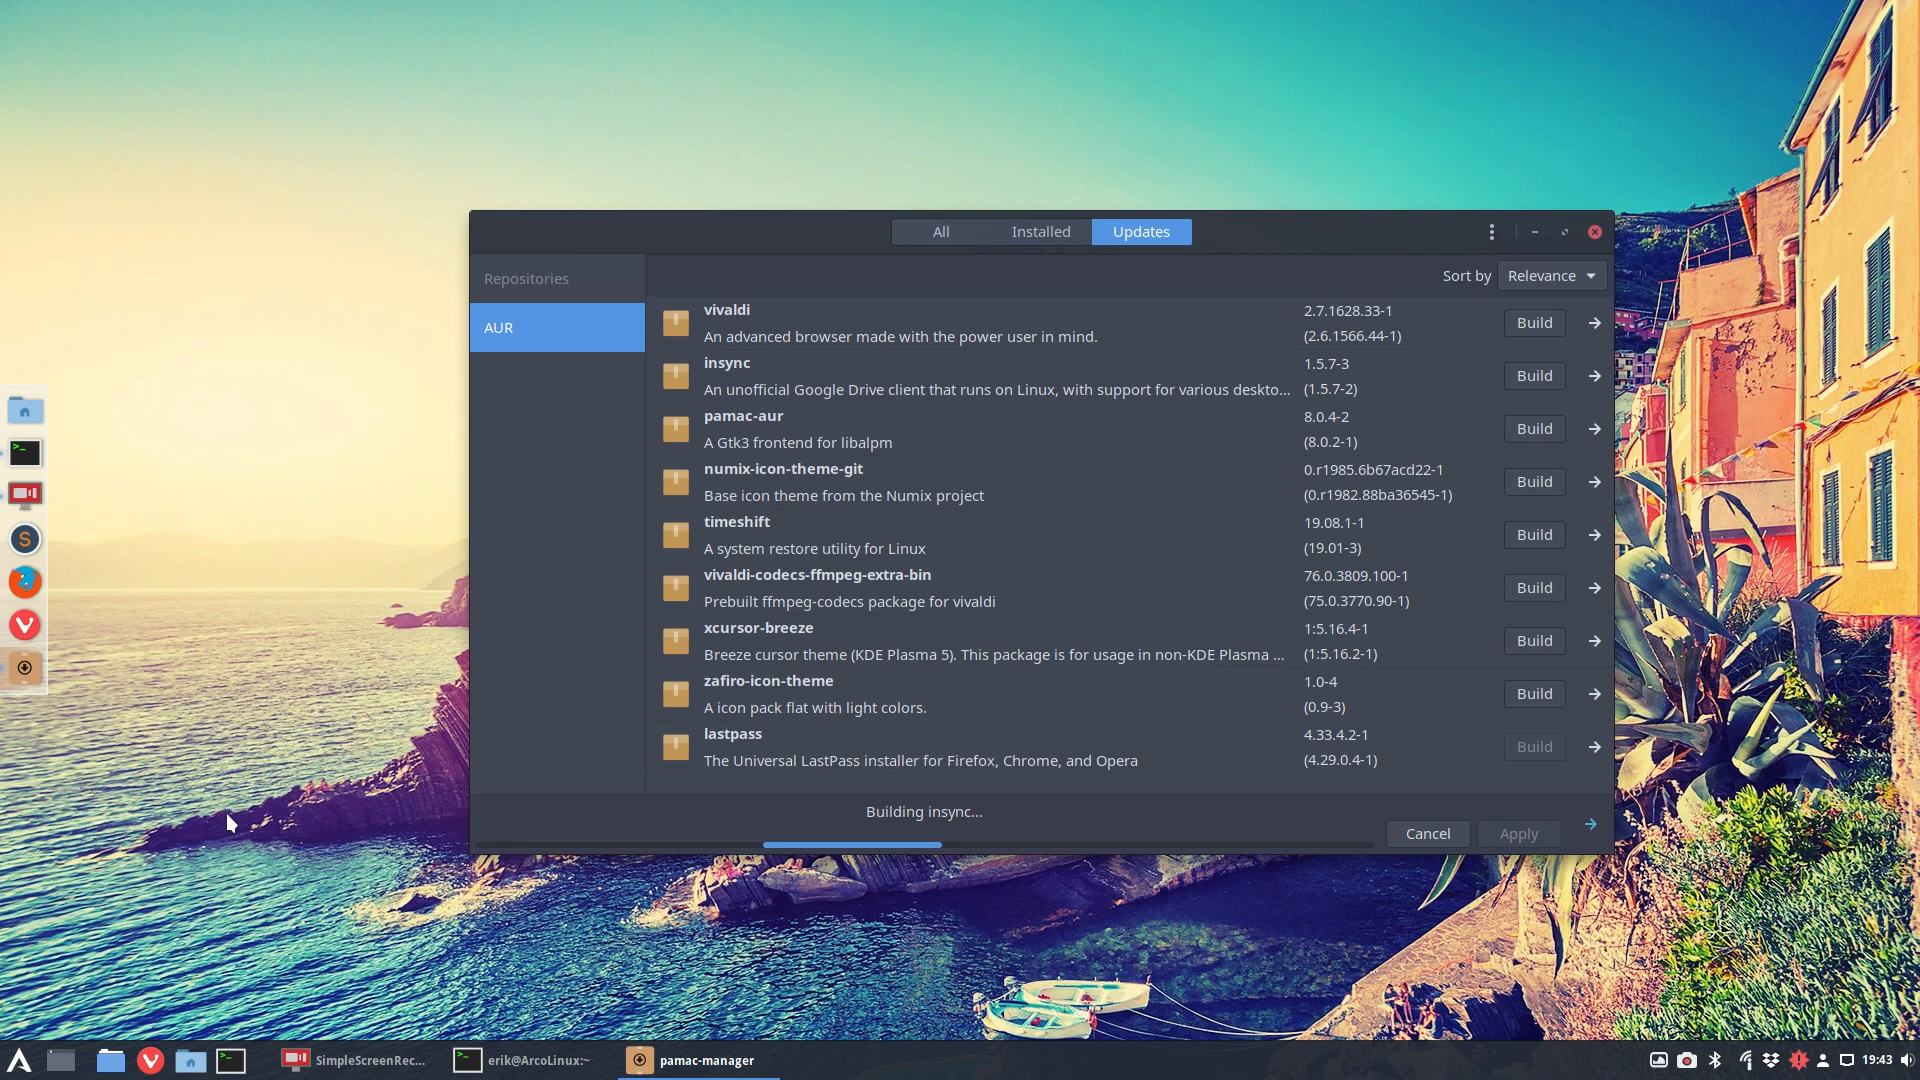 All Installed Updates
Repositories
AUR
Sort by Relevance
vivaldi 2.7.1628.33-1
Build
An advanced browser made with the power user in mind. (2.6.1566.44-1)
insync 1.5.7-3
Build
An unofficial Google Drive client that runs on Linux, with support for various deskto... (1.5.7-2)
pamac-aur 8.0.4-2
Build
A Gtk3 frontend for libalpm (8.0.2-1)
numix-icon-theme-git 0.r1985.6b67acd22-1
Build
Base icon theme from the Numix project (0.r1982.88ba36545-1)
timeshift 19.08.1-1
Build
A system restore utility for Linux (19.01-3)
vivaldi-codecs-ffmpeg-extra-bin 76.0.3809.100-1
Build
Prebuilt ffmpeg-codecs package for vivaldi (75.0.3770.90-1)
xcursor-breeze 1:5.16.4-1
Build
Breeze cursor theme (KDE Plasma 5). This package is for usage in non-KDE Plasma ... (1:5.16.2-1)
zafiro-icon-theme 1.0-4
Build
A icon pack flat with light colors. (0.9-3)
lastpass 4.33.4.2-1
Build
The Universal LastPass installer for Firefox, Chrome, and Opera (4.29.0.4-1)
Building insync...
Cancel Apply
SimpleScreenRec... erik@ArcoLinux:~ pamac-manager 19:43